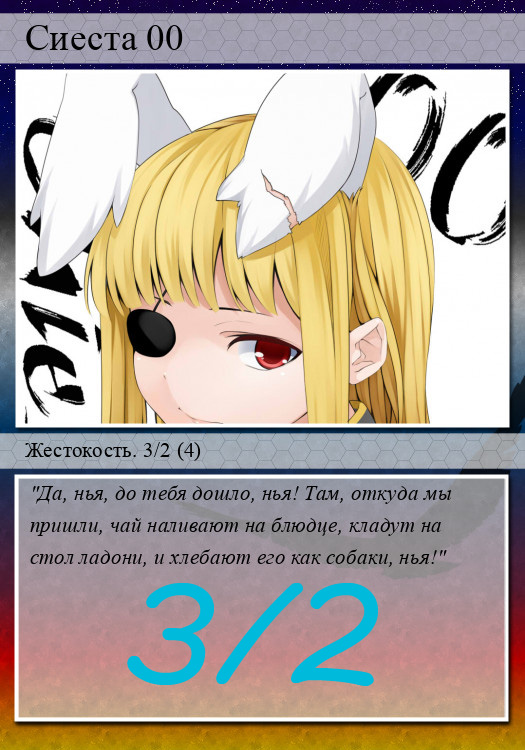 Сиеста 00
00
Жестокость. 3/2 (4)
"Да, нья, до тебя дошло, нья! Там, откуда мы
пришли, чай наливают на блюдце, кладут на
стол ладони, и хлебают его как собаки, нья!"
3/2